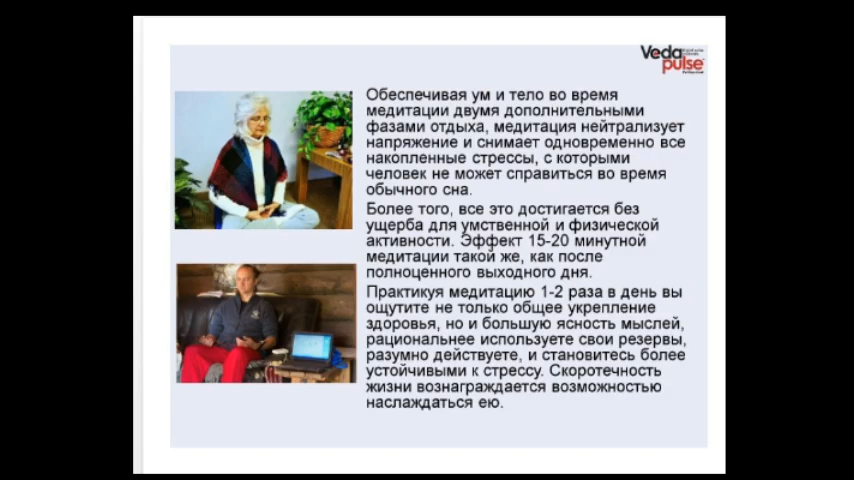 Veda
pulse
Обеспечивая ум и тело во время
медитации двумя дополнительными
фазами отдыха, медитация нейтрализует
напряжение и снимает одновременно все
накопленные стрессы, с которыми
человек не может справиться во время
обычного сна.
Более того, все это достигается без
ущерба для умственной и физической
активности. Эффект 15-20 минутной
медитации такой же, как после
полноценного выходного дня.
Практикуя медитацию 1-2 раза в день вы
ощутите не только общее укрепление
здоровья, но и большую ясность мыслей,
рациональнее используете свои резервы,
разумно действуете, и становитесь более
устойчивыми к стрессу. Скоротечность
жизни вознаграждается возможностью
наслаждаться ею.